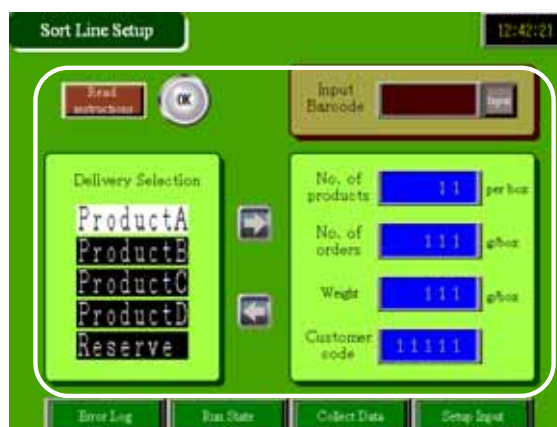 Sort Line Setup
12:42:21
Read
instructions
OK
Input
Barcode
Input
Delivery Selection
ProductA
ProductB
ProductC
ProductD
Reserve
No. of
products
11
per box
No. of
orders
111
g/box
Weight
111
g/box
Customer
code
11111
Error Log
Run State
Collect Data
Setup Input